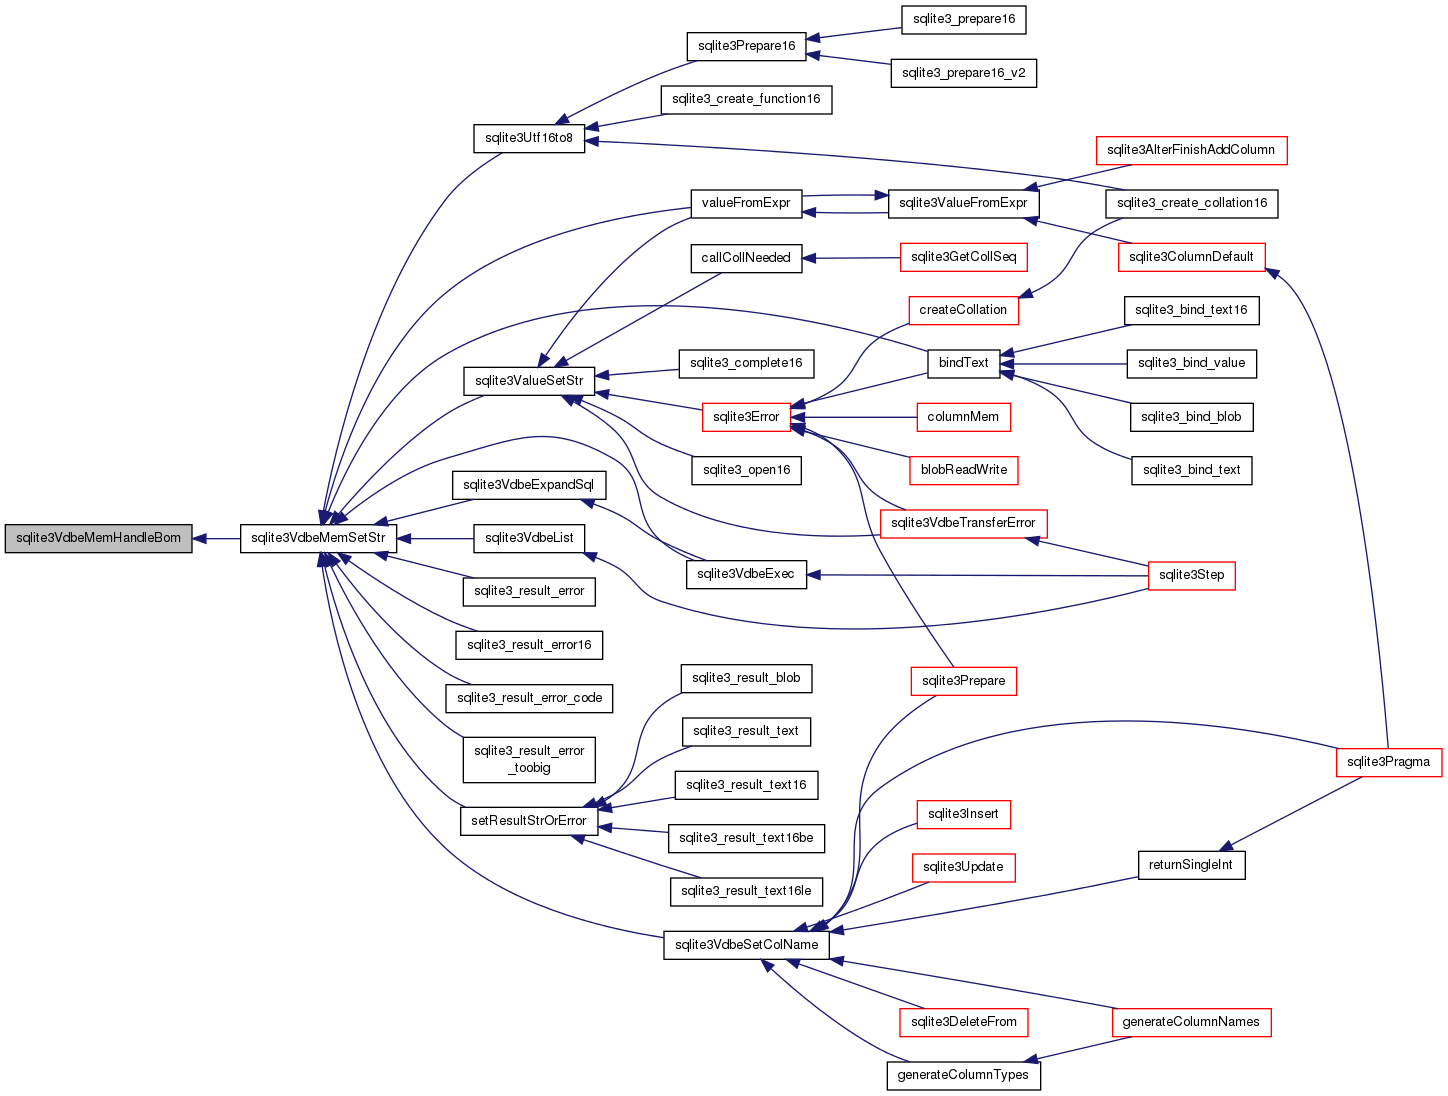 sqlite3_prepare16
sqlite3Prepare16
sqlite3_prepare16_v2
sqlite3_create_function16
sqlite3Utf16to8
sqlite3AlterFinishAddColumn
valueFromExpr
sqlite3ValueFromExpr
sqlite3_create_collation16
callCollNeeded
sqlite3GetCollSeq
sqlite3ColumnDefault
createCollation
sqlite3_bind_text16
sqlite3_complete16
bindText
sqlite3_bind_value
sqlite3ValueSetStr
sqlite3Error
columnMem
sqlite3_bind_blob
sqlite3_open16
blobReadWrite
sqlite3_bind_text
sqlite3VdbeExpandSql
sqlite3VdbeMemHandleBom
sqlite3VdbeMemSetStr
sqlite3VdbeList
sqlite3VdbeTransferError
sqlite3VdbeExec
sqlite3Step
sqlite3_result_error
sqlite3_result_error16
sqlite3_result_blob
sqlite3Prepare
sqlite3_result_error_code
sqlite3_result_text
sqlite3_result_error
_toobig
sqlite3Pragma
sqlite3_result_text16
setResultStrOrError
sqlite3Insert
sqlite3_result_text16be
sqlite3Update
returnSingleInt
sqlite3_result_text16le
sqlite3VdbeSetColName
sqlite3DeleteFrom
generateColumnNames
generateColumnTypes